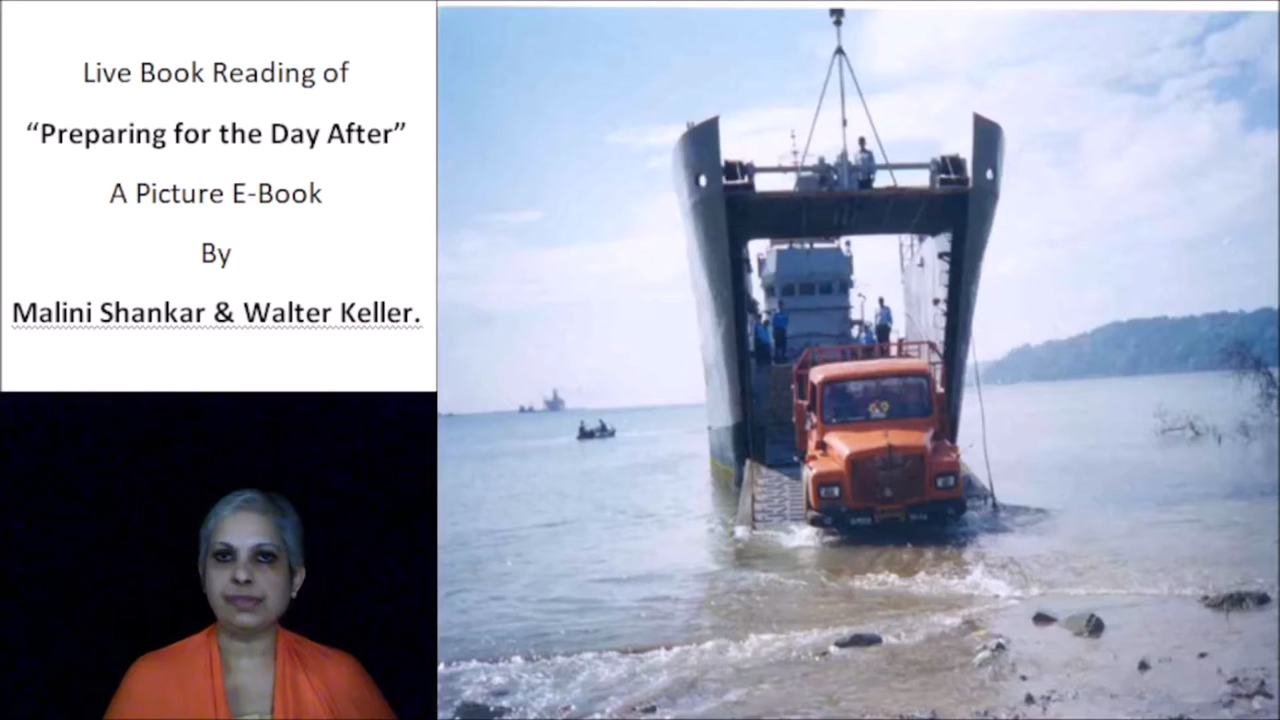 Live Book Reading of
“Preparing for the Day After”
A Picture E-Book
By
Malini Shankar & Walter Keller.